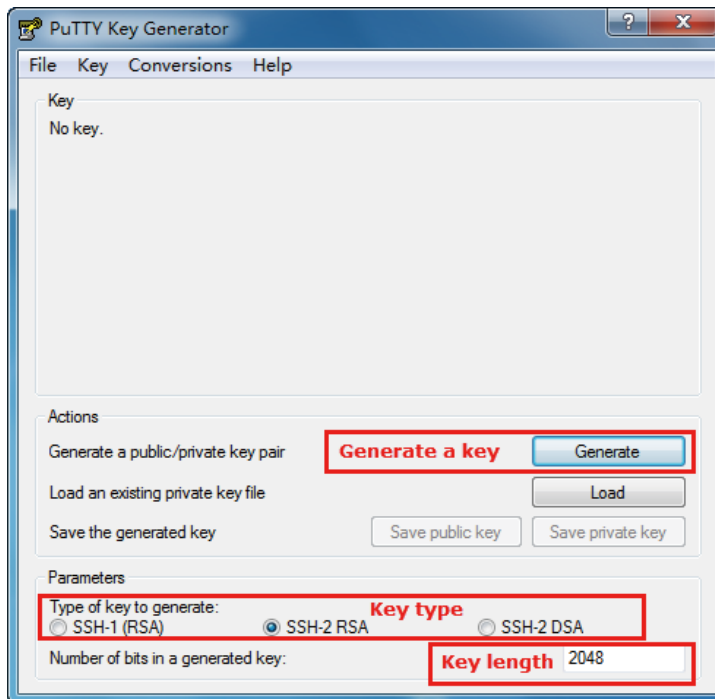 PuTTY Key Generator
? X
File Key Conversions Help
Key
No key.
Actions
Generate a public/private key pair Generate a key Generate
Load an existing private key file Load
Save the generated key Save public key Save private key
Parameters
Type of key to generate: Key type
SSH-1 (RSA) SSH-2 RSA SSH-2 DSA
Number of bits in a generated key: Key length 2048